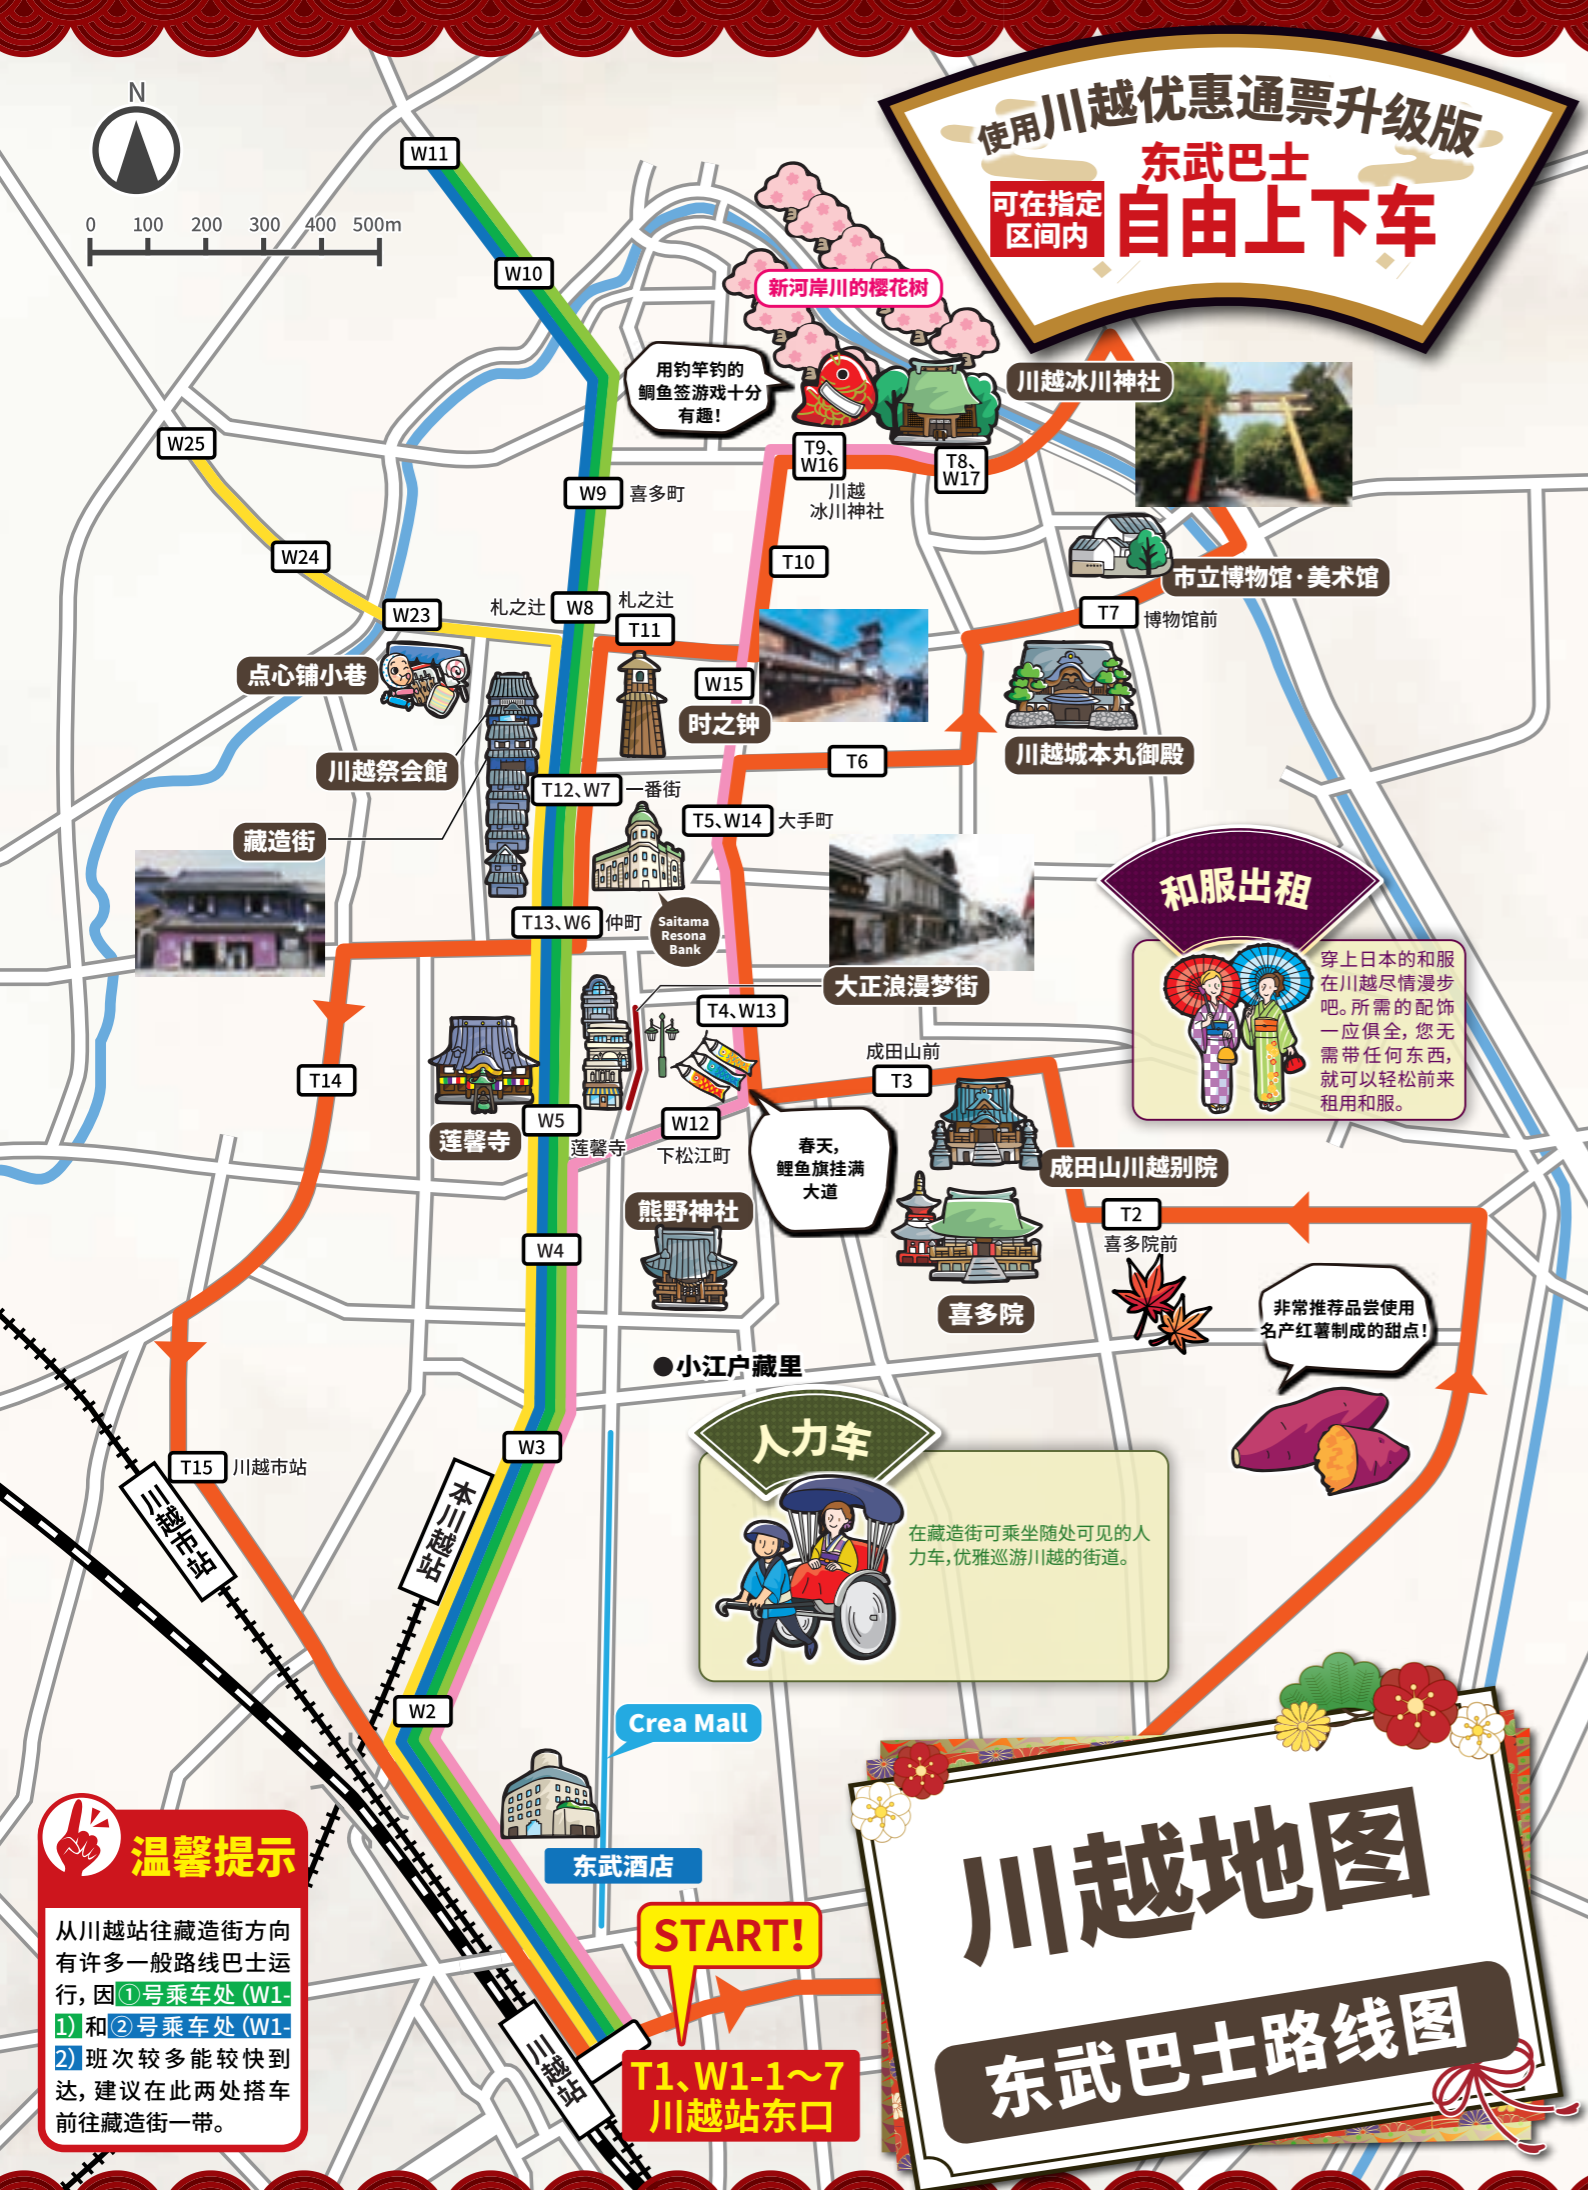 使用川越优惠通票升级版
东武巴士
可在指定
区间内
自由上下车
N
0 100 200 300 400 500m
W11
W10
新河岸川的樱花树
用钓竿钓的
鲷鱼签游戏十分
有趣！
川越冰川神社
W25
T9、
W16
T8、
W17
川越
冰川神社
W9 喜多町
W24
T10
市立博物馆·美术馆
T7 博物馆前
W23
札之辻 W8
札之辻
T11
点心铺小巷
W15
时之钟
川越城本丸御殿
川越祭会館
T6
T12、W7 一番街
T5、W14 大手町
藏造街
和服出租
穿上日本的和服
在川越尽情漫步
吧。所需的配饰
一应俱全，您无
需带任何东西，
就可以轻松前来
租用和服。
T13、W6 仲町
Saitama
Resona
Bank
大正浪漫梦街
T4、W13
成田山前
T3
T14
W5
莲馨寺
莲馨寺
W12
下松江町
春天，
鲤鱼旗挂满
大道
成田山川越别院
熊野神社
T2
喜多院前
W4
喜多院
非常推荐品尝使用
名产红薯制成的甜点！
●小江户藏里
人力车
在藏造街可乘坐随处可见的人
力车，优雅巡游川越的街道。
W3
T15 川越市站
三越市站
本川越站
W2
Crea Mall
东武酒店
温馨提示
从川越站往藏造街方向
有许多一般路线巴士运
行，因①号乘车处（W1-
1）和②号乘车处（W1-
2）班次较多能较快到
达，建议在此两处搭车
前往藏造街一带。
START!
三越站
T1、W1-1～7
川越站东口
川越地图
东武巴士路线图